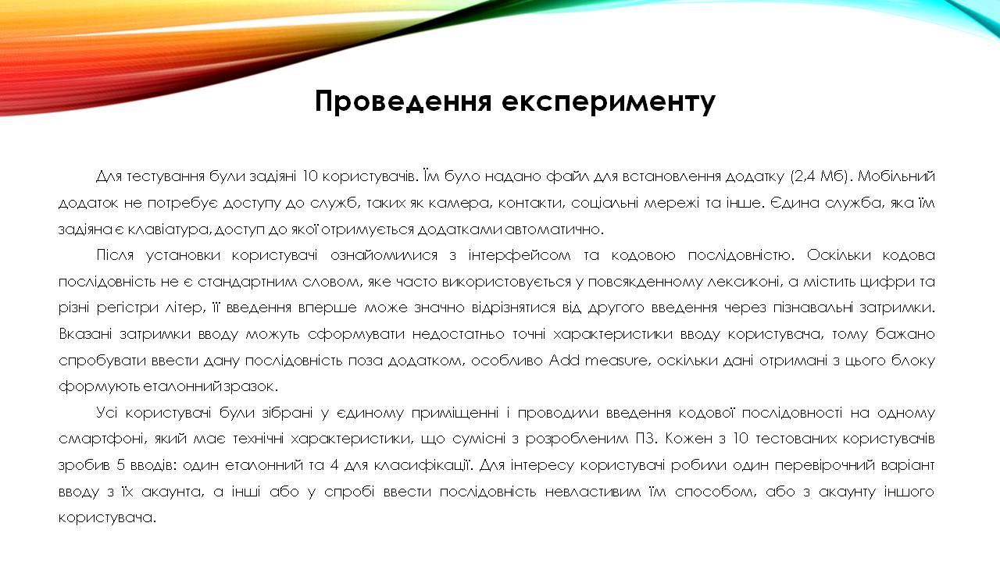 Проведення експерименту
Для тестування були задіяні 10 користувачів. Їм було надано файл для встановлення додатку (2,4 Мб). Мобільний
додаток не потребує доступу до служб, таких як камера, контакти, соціальні мережі та інше. Єдина служба, яка їм
задіяна є клавіатура, доступ до якої отримується додатками автоматично.
Після установки користувачі ознайомилися з інтерфейсом та кодовою послідовністю. Оскільки кодова
послідовність не є стандартним словом, яке часто використовується у повсякденному лексиконі, а містить цифри та
різні регістри літер, її введення вперше може значно відрізнятися від другого введення через пізнавальні затримки.
Вказані затримки вводу можуть сформувати недостатньо точні характеристики вводу користувача, тому бажано
спробувати ввести дану послідовність поза додатком, особливо Add measure, оскільки дані отримані з цього блоку
формують еталонний зразок.
Усі користувачі були зібрані у єдиному приміщенні і проводили введення кодової послідовності на одному
смартфоні, який має технічні характеристики, що сумісні з розробленим ПЗ. Кожен з 10 тестованих користувачів
зробив 5 вводів: один еталонний та 4 для класифікації. Для інтересу користувачі робили один перевірочний варіант
вводу з їх акаунта, а інші або у спробі ввести послідовність невластивим їм способом, або з акаунту іншого
користувача.